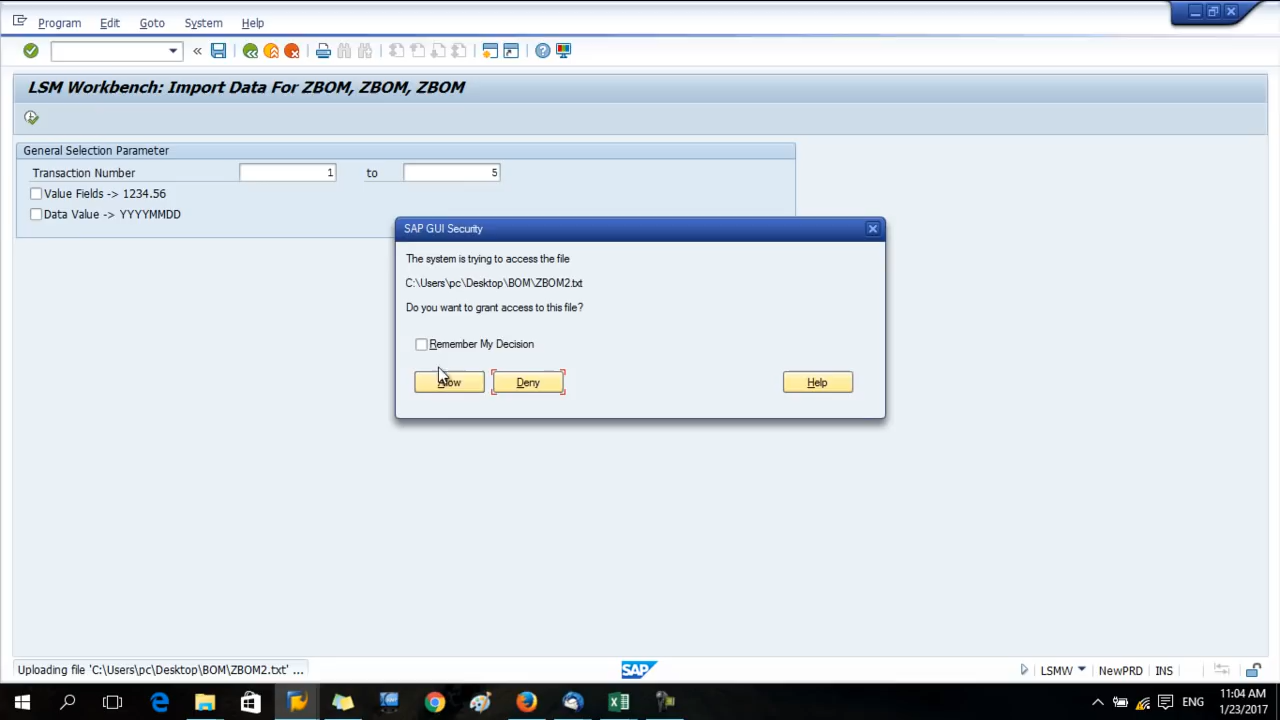 Program Edit Goto System Help
LSM Workbench: Import Data For ZBOM, ZBOM, ZBOM
General Selection Parameter
Transaction Number 1 to 5
Value Fields -> 1234.56
Data Value -> YYYYMMDD
SAP GUI Security
The system is trying to access the file
C:\Users\pc\Desktop\BOM\ZBOM2.txt
Do you want to grant access to this file?
Remember My Decision
Allow Deny Help
Uploading file 'C:\Users\pc\Desktop\BOM\ZBOM2.txt' ... SAP LSMW NewPRD INS
ENG 11:04 AM
1/23/2017